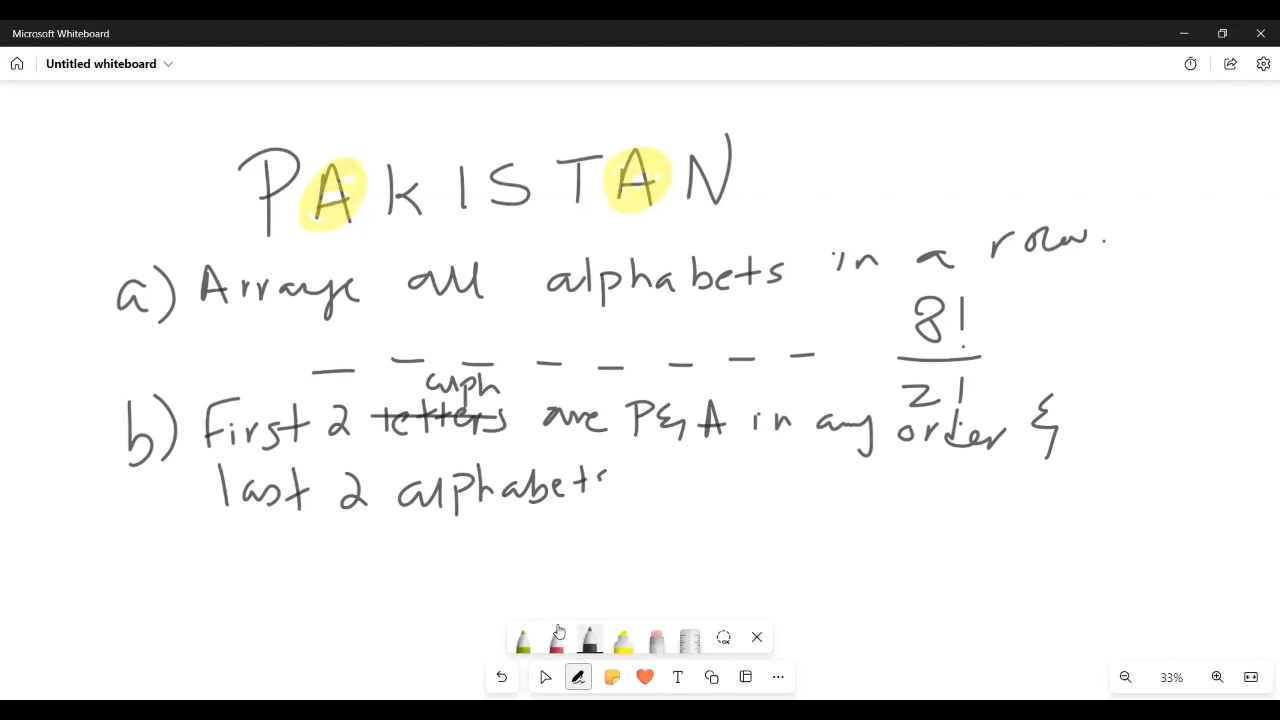 Microsoft Whiteboard
Untitled whiteboard
PAKISTAN
a) Arrange all alphabets in a row.
8!
2!
alph
b) First 2 letters are P & A in any order &
last 2 alphabets
33%